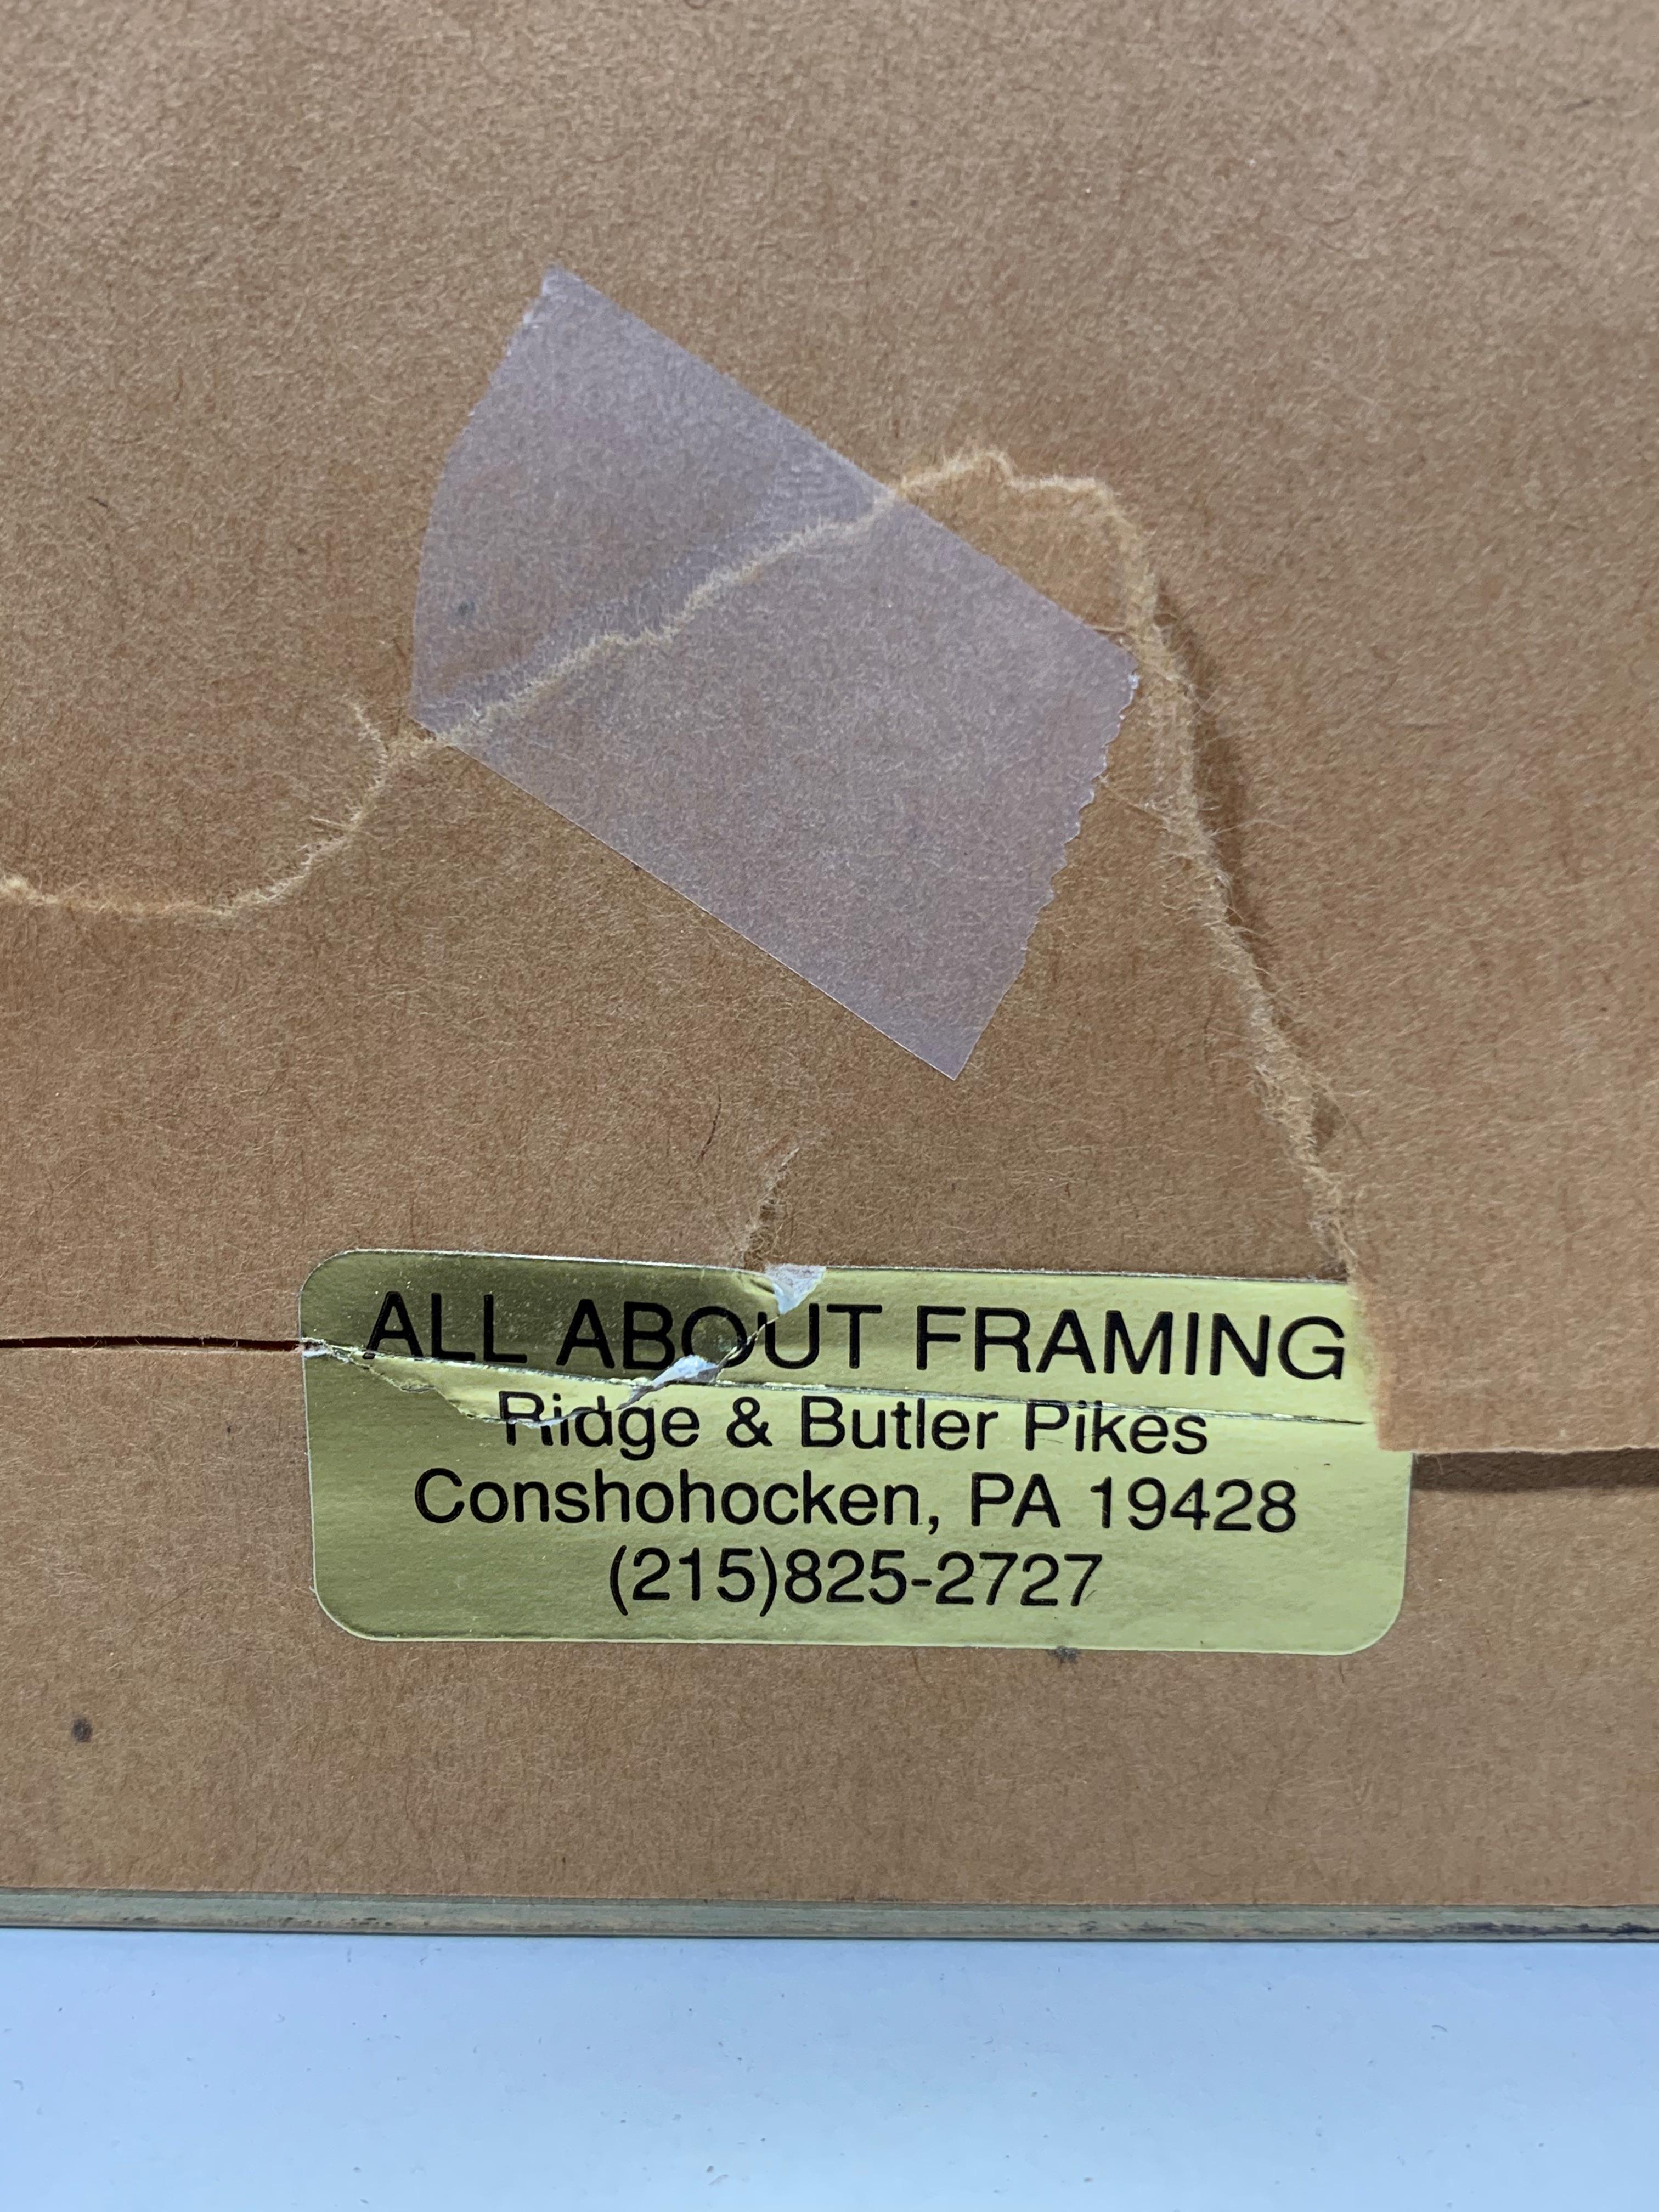 ALL ABOUT FRAMING
Ridge & Butler Pikes
Conshohocken, PA 19428
(215)825-2727